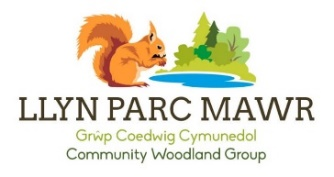 LLYN PARC MAWR
Grŵp Coedwig Cymunedol
Community Woodland Group